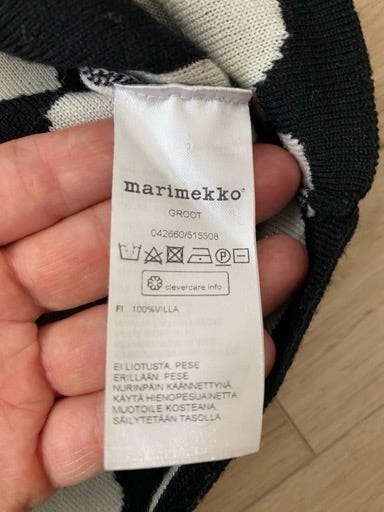 marimekko®
GROOT
042660/515508
clevercare.info
FI 100%VILLA
EI LIOTUSTA. PESE
ERILLÄÄN. PESE
NURINPÄIN KÄÄNNETTYNÄ.
KÄYTÄ HIENOPESUAINETTA
MUOTOILE KOSTEANA.
SÄILYTETÄÄN TASOLLA